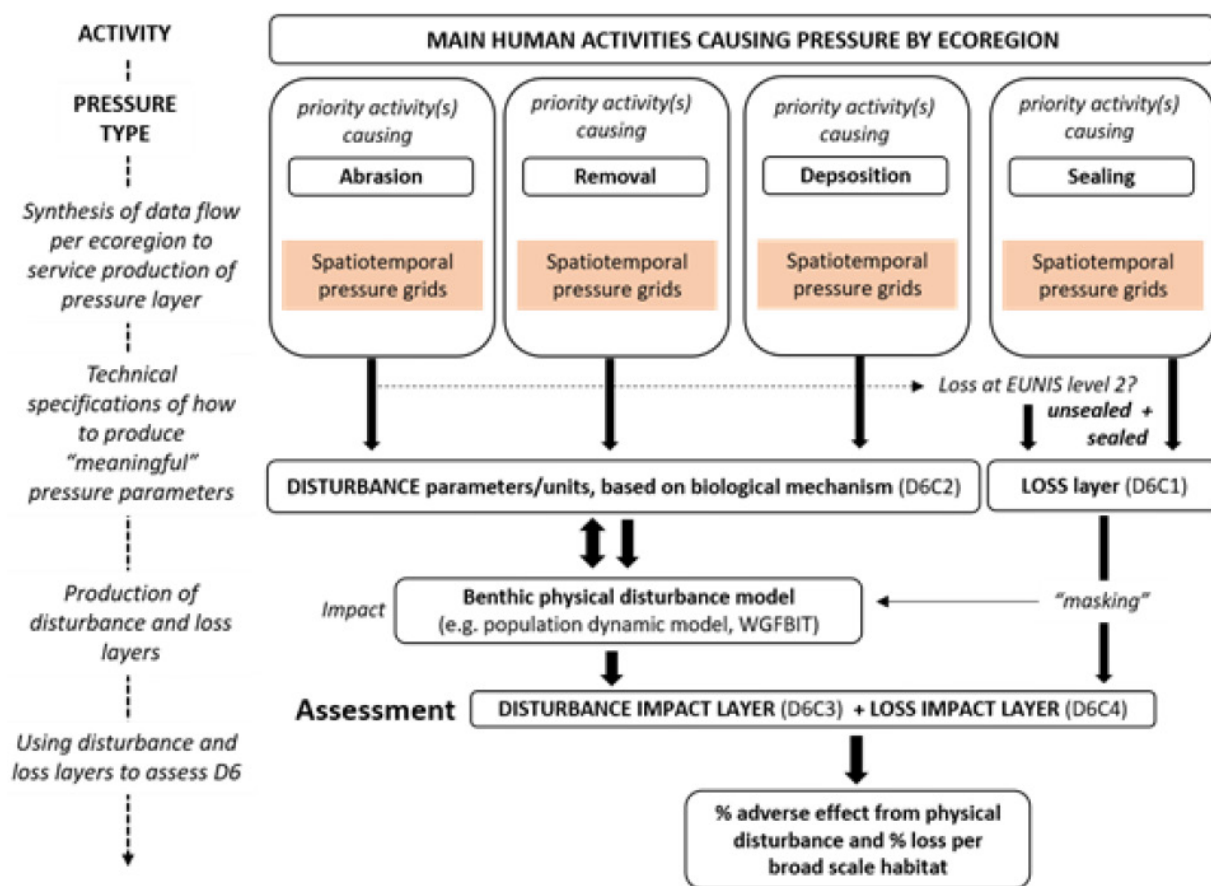 ACTIVITY
PRESSURE
TYPE
Synthesis of data flow
per ecoregion to
service production of
pressure layer
Technical
specifications of how
to produce
“meaningful”
pressure parameters
Production of
disturbance and loss
layers
Using disturbance and
loss layers to assess D6
MAIN HUMAN ACTIVITIES CAUSING PRESSURE BY ECOREGION
priority activity(s)
causing
Abrasion
Spatiotemporal
pressure grids
priority activity(s)
causing
Removal
Spatiotemporal
pressure grids
priority activity(s)
causing
Depsosition
Spatiotemporal
pressure grids
priority activity(s)
causing
Sealing
Spatiotemporal
pressure grids
Loss at EUNIS level 2?
unsealed +
sealed
DISTURBANCE parameters/units, based on biological mechanism (D6C2)
LOSS layer (D6C1)
Impact
Benthic physical disturbance model
(e.g. population dynamic model, WGFBIT)
“masking”
Assessment
DISTURBANCE IMPACT LAYER (D6C3) + LOSS IMPACT LAYER (D6C4)
% adverse effect from physical
disturbance and % loss per
broad scale habitat